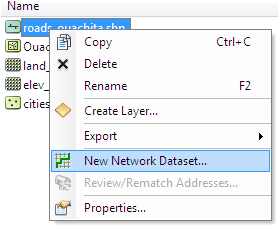 Name
roads_ouachita.shp
Copy Ctrl+C
Delete
Rename F2
Create Layer...
Export
New Network Dataset...
Review/Rematch Addresses...
Properties...
Ouac
land_
elev_
cities